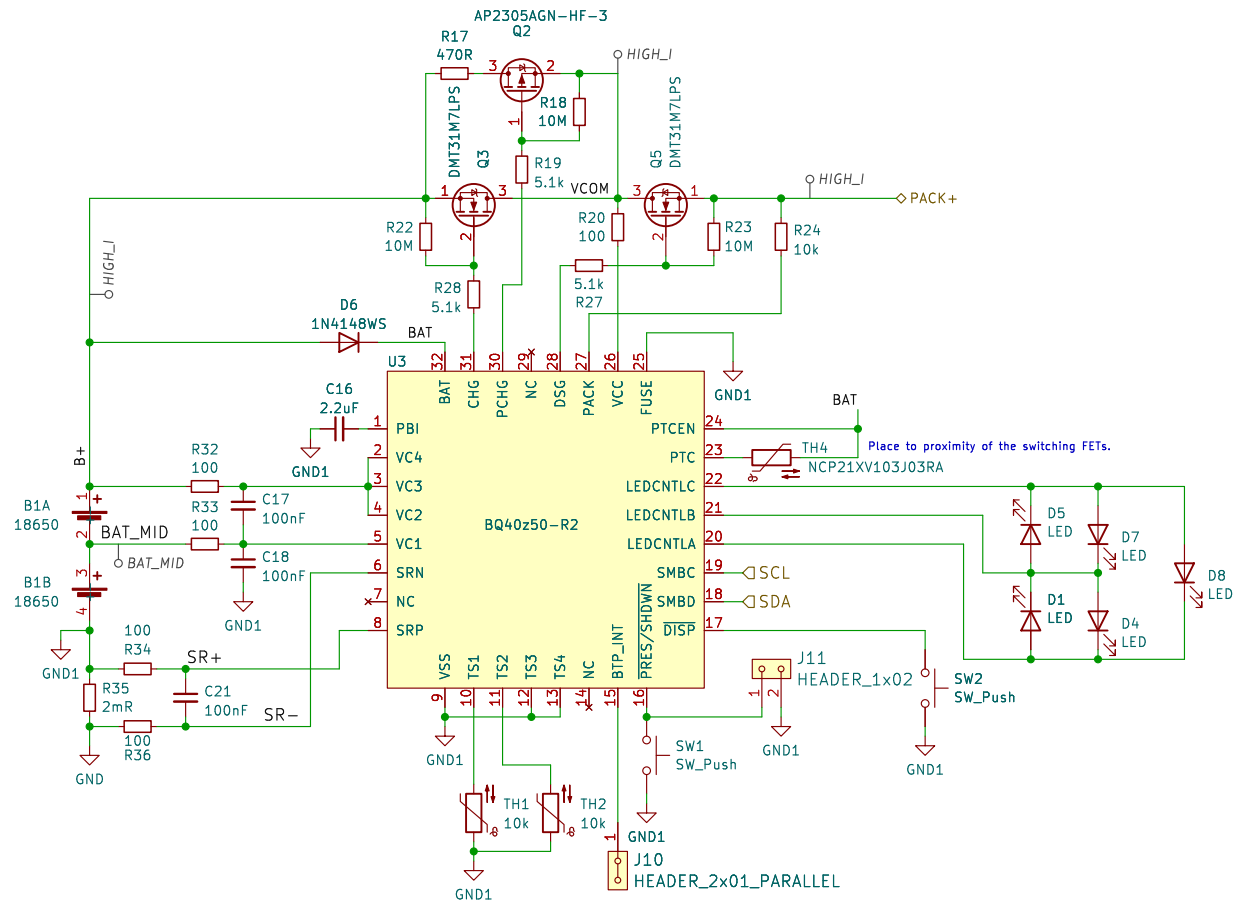 AP2305AGN-HF-3
Q2
R17
470R
3
2
1
HIGH_I
R18
10M
DMT31M7LPS
Q3
R19
5.1k
Q5
DMT31M7LPS
1
3
2
VCOM
3
1
2
HIGH_I
PACK+
R22
10M
R20
100
R23
10M
R24
10k
HIGH_I
R28
5.1k
5.1k
R27
D6
1N4148WS
BAT
U3
32
31
30
29
28
27
26
25
BAT
CHG
PCHG
NC
DSG
PACK
VCC
FUSE
GND1
C16
2.2uF
GND1
1
PBI
2
VC4
3
VC3
4
VC2
5
VC1
6
SRN
7
NC
8
SRP
BQ40z50-R2
PTCEN
24
PTC
23
LEDCNTLC
22
LEDCNTLB
21
LEDCNTLA
20
SMBC
19
SMBD
18
DISP
17
BAT
TH4
NCP21XV103J03RA
Place to proximity of the switching FETs.
SCL
SDA
B+
R32
100
R33
100
C17
100nF
C18
100nF
GND1
B1A
18650
1
+
2
BAT_MID
BAT_MID
B1B
18650
3
+
4
GND1
100
R34
SR+
R35
2mR
C21
100nF
SR-
100
R36
GND
VSS
TS1
TS2
TS3
TS4
NC
BTP_INT
PRES/SHDWN
9
10
11
12
13
14
15
16
GND1
TH1
10k
TH2
10k
GND1
J11
HEADER_1x02
1
2
GND1
SW1
SW_Push
GND1
1
J10
HEADER_2x01_PARALLEL
SW2
SW_Push
GND1
D5
LED
D7
LED
D1
LED
D4
LED
D8
LED